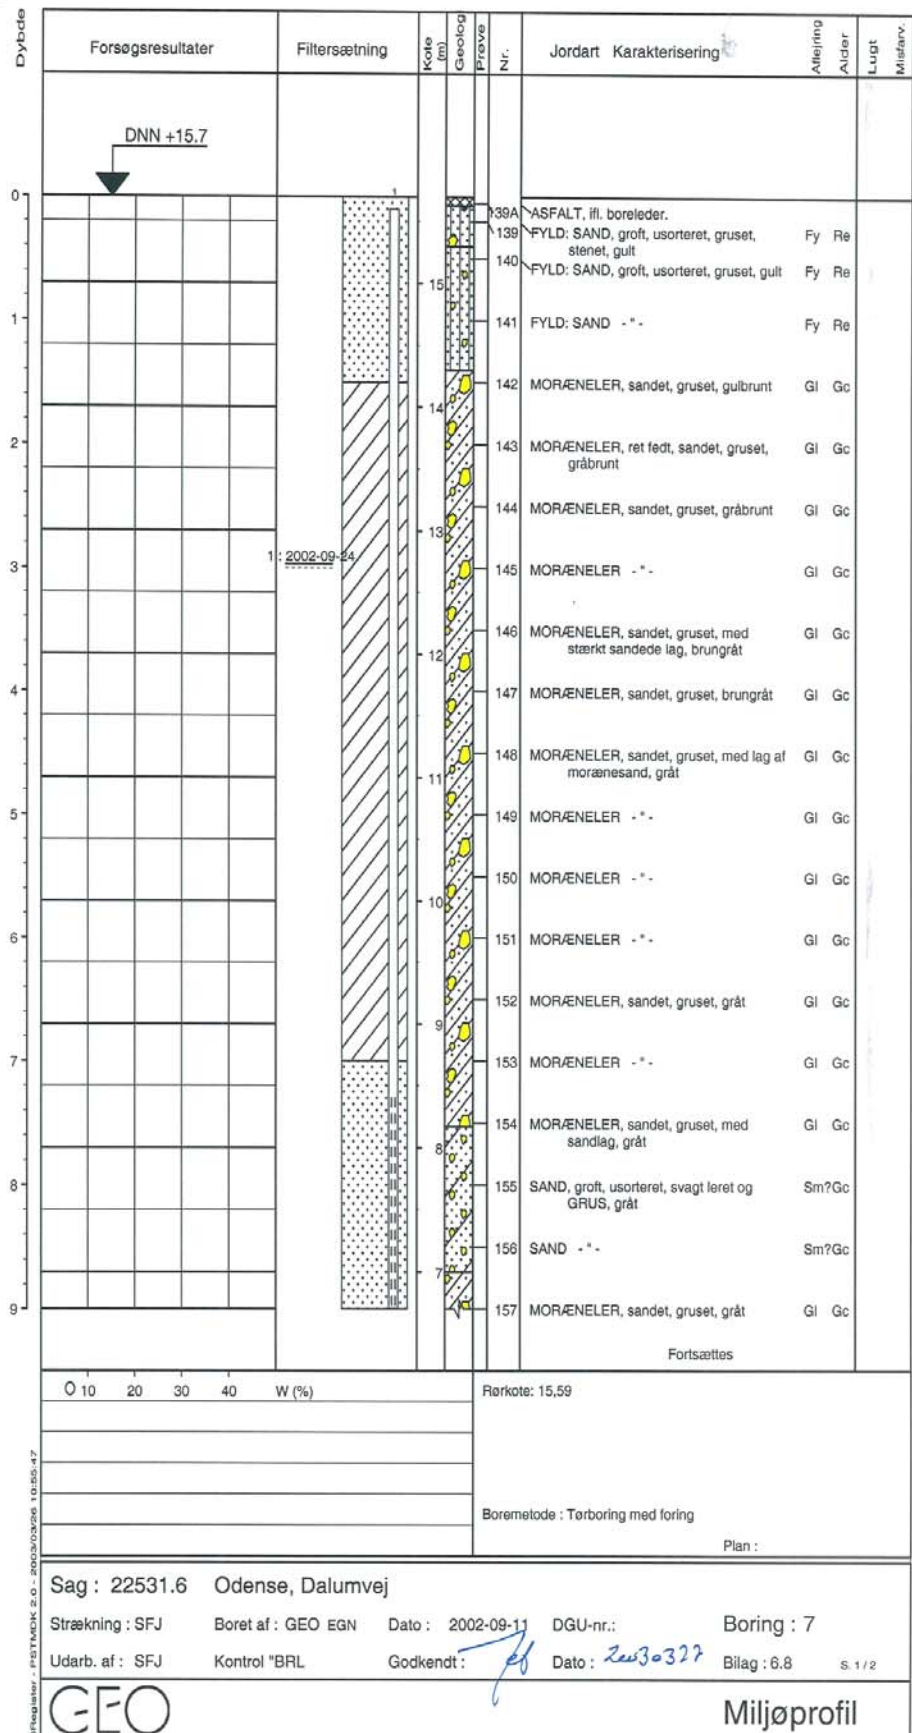 Dybde
Forsøgsresultater
Filtersætning
Kote (m)
Geologi
Prøve
Nr.
Jordart Karakterisering
Aflejring
Alder
Lugt
Misfarv.
DNN +15.7
0
1
39A ASFALT, ifl. boreleder.
139 FYLD: SAND, groft, usorteret, gruset, Fy Re
stenet, gult
140 FYLD: SAND, groft, usorteret, gruset, gult Fy Re
15
1
141 FYLD: SAND - " - Fy Re
142 MORÆNELER, sandet, gruset, gulbrunt Gl Gc
14
2
143 MORÆNELER, ret fedt, sandet, gruset, Gl Gc
gråbrunt
144 MORÆNELER, sandet, gruset, gråbrunt Gl Gc
13
1 : 2002-09-24
3
145 MORÆNELER - " - Gl Gc
146 MORÆNELER, sandet, gruset, med Gl Gc
stærkt sandede lag, brungråt
12
4
147 MORÆNELER, sandet, gruset, brungråt Gl Gc
148 MORÆNELER, sandet, gruset, med lag af Gl Gc
morænesand, gråt
11
5
149 MORÆNELER - " - Gl Gc
150 MORÆNELER - " - Gl Gc
10
6
151 MORÆNELER - " - Gl Gc
152 MORÆNELER, sandet, gruset, gråt Gl Gc
9
7
153 MORÆNELER - " - Gl Gc
154 MORÆNELER, sandet, gruset, med Gl Gc
sandlag, gråt
8
8
155 SAND, groft, usorteret, svagt leret og Sm? Gc
GRUS, gråt
156 SAND - " - Sm? Gc
7
9
157 MORÆNELER, sandet, gruset, gråt Gl Gc
Fortsættes
O 10 20 30 40 W (%)
Rørkote: 15,59
Boremetode : Tørboring med foring
Plan :
Register - PSTMDK 2.0 - 2003/03/26 10:55:47
Sag : 22531.6 Odense, Dalumvej
Strækning : SFJ Boret af : GEO EGN Dato : 2002-09-11 DGU-nr.: Boring : 7
Udarb. af : SFJ Kontrol "BRL Godkendt : Dato : 20030327 Bilag : 6.8 S. 1 / 2
GEO Miljøprofil